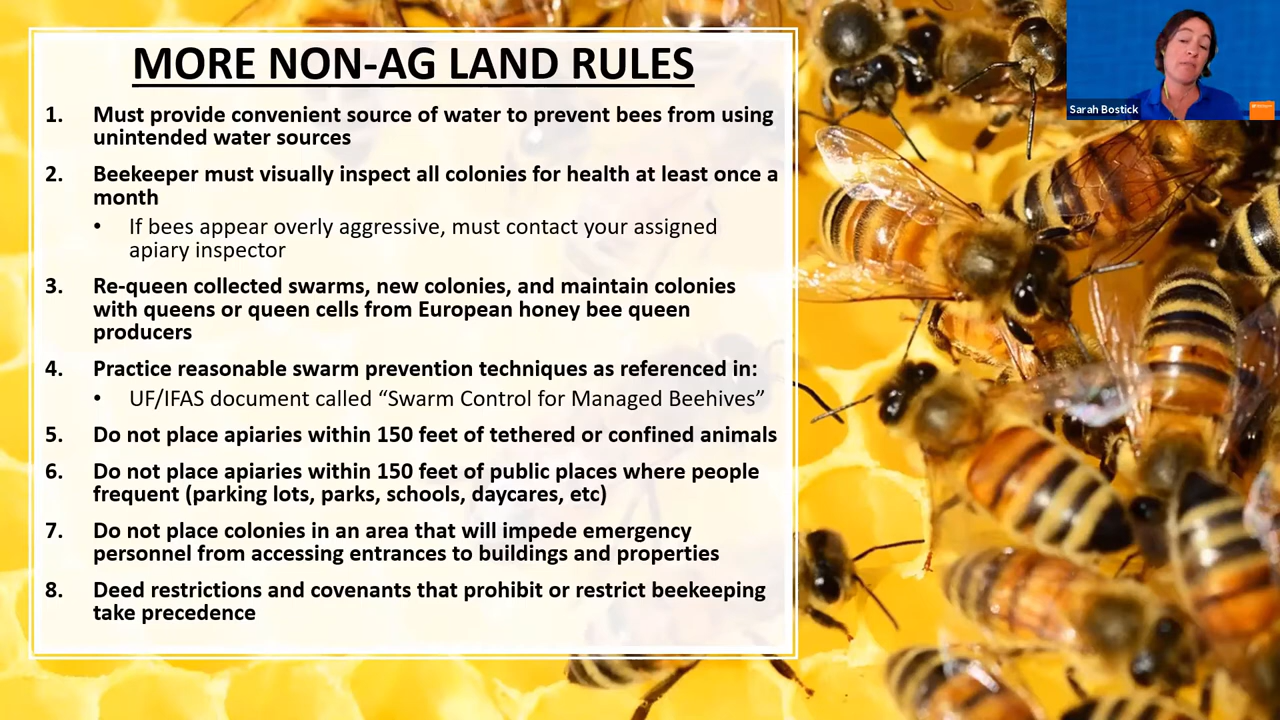 MORE NON-AG LAND RULES
1. Must provide convenient source of water to prevent bees from using
unintended water sources
2. Beekeeper must visually inspect all colonies for health at least once a
month
• If bees appear overly aggressive, must contact your assigned
apiary inspector
3. Re-queen collected swarms, new colonies, and maintain colonies
with queens or queen cells from European honey bee queen
producers
4. Practice reasonable swarm prevention techniques as referenced in:
• UF/IFAS document called “Swarm Control for Managed Beehives”
5. Do not place apiaries within 150 feet of tethered or confined animals
6. Do not place apiaries within 150 feet of public places where people
frequent (parking lots, parks, schools, daycares, etc)
7. Do not place colonies in an area that will impede emergency
personnel from accessing entrances to buildings and properties
8. Deed restrictions and covenants that prohibit or restrict beekeeping
take precedence
Sarah Bostick